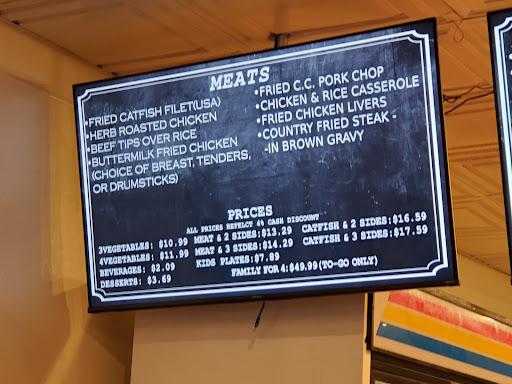 MEATS
•FRIED CATFISH FILET(USA)
•HERB ROASTED CHICKEN
•BEEF TIPS OVER RICE
•BUTTERMILK FRIED CHICKEN
(CHOICE OF BREAST, TENDERS,
OR DRUMSTICKS)
•FRIED C.C. PORK CHOP
•CHICKEN & RICE CASSEROLE
•FRIED CHICKEN LIVERS
•COUNTRY FRIED STEAK -
-IN BROWN GRAVY
PRICES
ALL PRICES REFELCT 4% CASH DISCOUNT
3VEGETABLES: $10.99 MEAT & 2 SIDES:$13.29 CATFISH & 2 SIDES:$16.59
4VEGETABLES: $11.99 MEAT & 3 SIDES:$14.29 CATFISH & 3 SIDES:$17.59
BEVERAGES: $2.09 KIDS PLATES:$7.89
DESSERTS: $3.69 FAMILY FOR 4:$49.99(TO-GO ONLY)